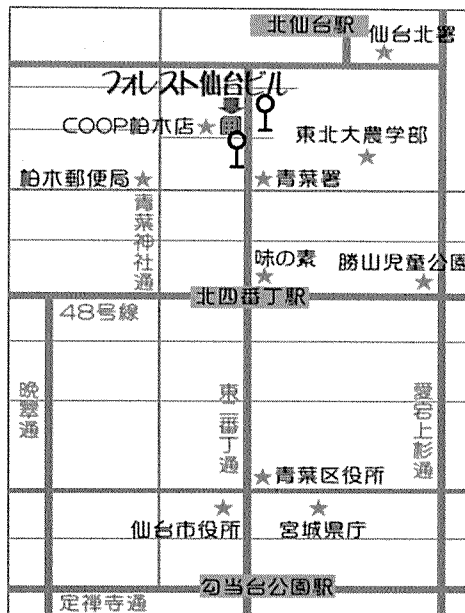 北仙台駅
仙台北署
フォレスト仙台ビル
COOP柏木店
東北大農学部
柏木郵便局
青葉署
青葉神社通
味の素
勝山児童公園
北四番丁駅
48号線
晩翠通
東二番丁通
愛宕上杉通
青葉区役所
仙台市役所
宮城県庁
勾当台公園駅
定禅寺通